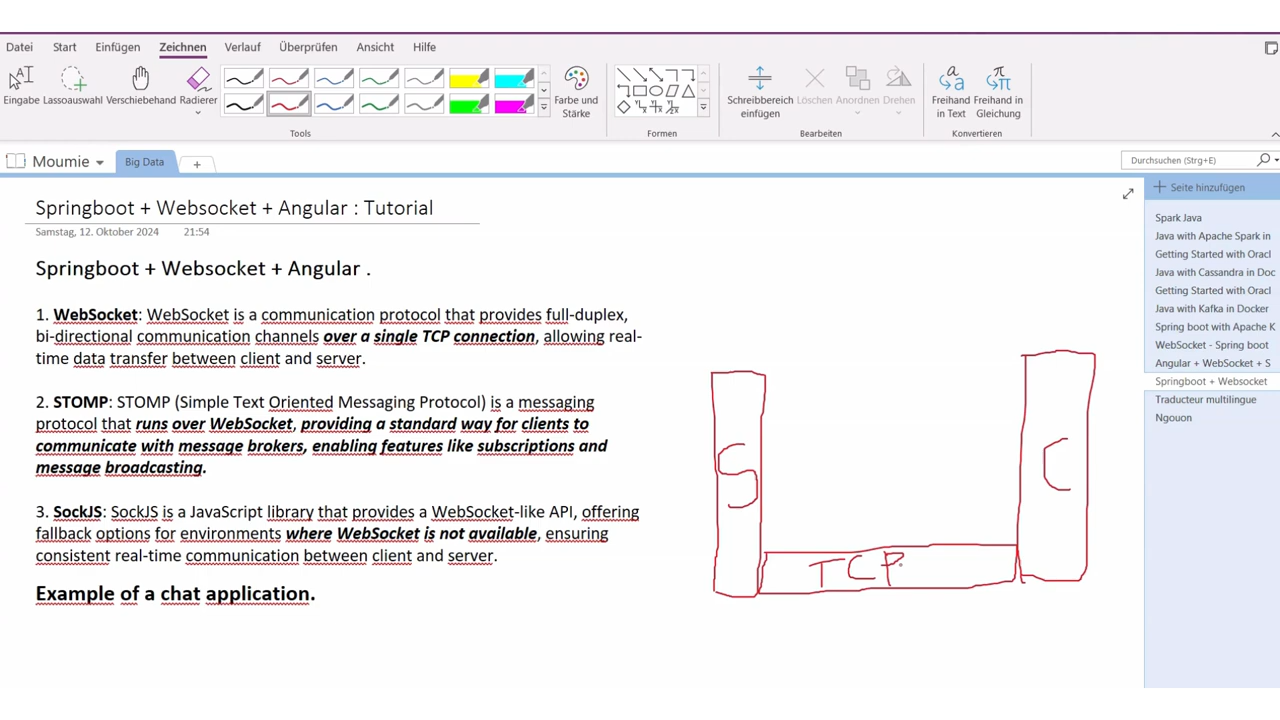 Datei Start Einfügen Zeichnen Verlauf Überprüfen Ansicht Hilfe
Eingabe Lassoauswahl Verschiebehand Radierer
Farbe und
Stärke
Schreibbereich
einfügen
Löschen Anordnen Drehen
Freihand
in Text
Freihand in
Gleichung
Tools Formen Bearbeiten Konvertieren
Moumie Big Data +
Durchsuchen (Strg+E)
Springboot + Websocket + Angular : Tutorial
Samstag, 12. Oktober 2024 21:54
Springboot + Websocket + Angular .
1. WebSocket: WebSocket is a communication protocol that provides full-duplex,
bi-directional communication channels over a single TCP connection, allowing real-
time data transfer between client and server.
2. STOMP: STOMP (Simple Text Oriented Messaging Protocol) is a messaging
protocol that runs over WebSocket, providing a standard way for clients to
communicate with message brokers, enabling features like subscriptions and
message broadcasting.
3. SockJS: SockJS is a JavaScript library that provides a WebSocket-like API, offering
fallback options for environments where WebSocket is not available, ensuring
consistent real-time communication between client and server.
Example of a chat application.
S
C
TCP
Seite hinzufügen
Spark Java
Java with Apache Spark in
Getting Started with Oracl
Java with Cassandra in Doc
Getting Started with Oracl
Java with Kafka in Docker
Spring boot with Apache K
WebSocket - Spring boot
Angular + WebSocket + S
Springboot + Websocket
Traducteur multilingue
Ngouon